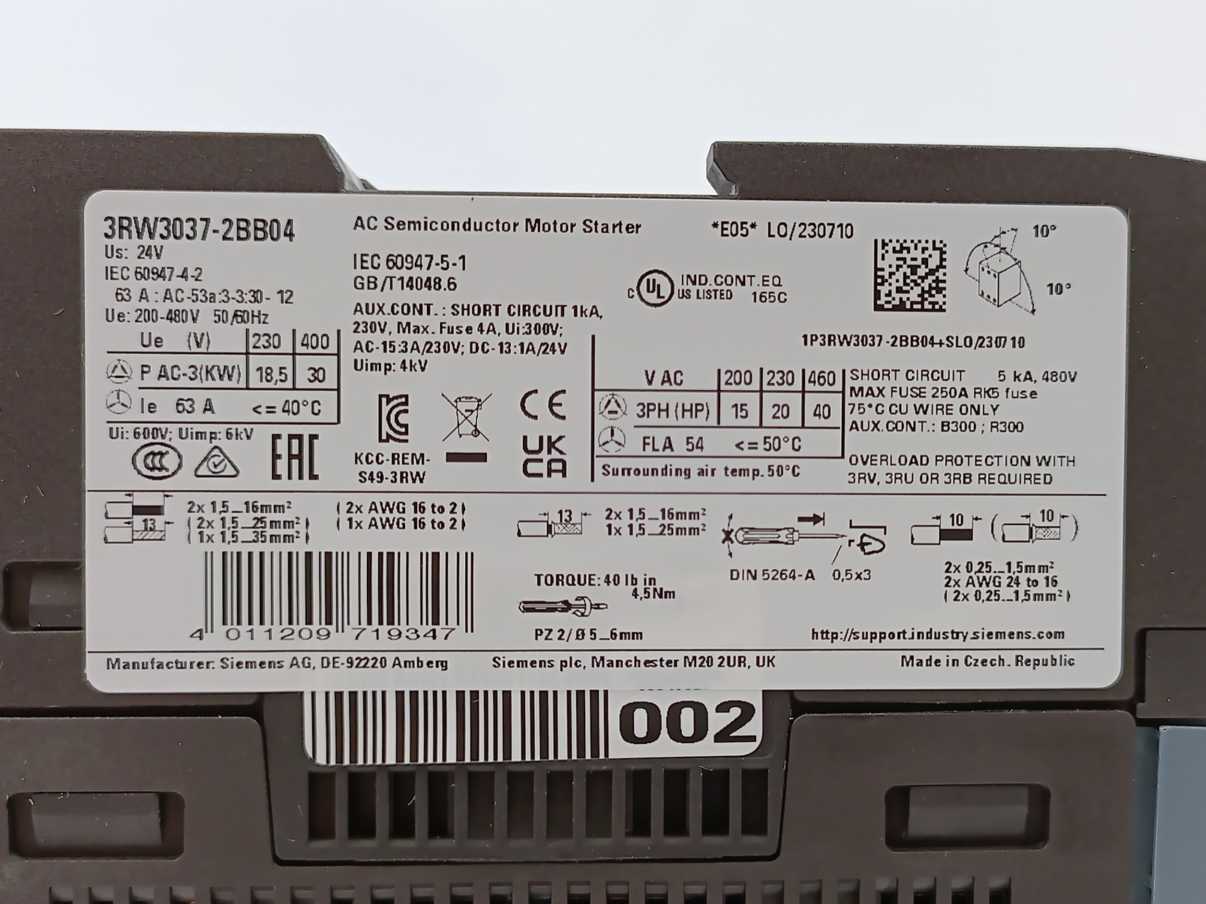 3RW3037-2BB04
Us: 24V
IEC 60947-4-2
63 A : AC-53a:3-3:30- 12
Ue: 200-480V 50/60Hz
Ue (V) 230 400
P AC-3(KW) 18,5 30
Ie 63 A <= 40°C
Ui: 600V; Uimp: 6kV
CCC
EAC
AC Semiconductor Motor Starter
IEC 60947-5-1
GB/T14048.6
AUX.CONT. : SHORT CIRCUIT 1kA,
230V, Max. Fuse 4A, Ui:300V;
AC-15:3A/230V; DC-13:1A/24V
Uimp: 4kV
KCC-REM-
S49-3RW
CE
UK
CA
*E05* LO/230710
C UL US LISTED
IND.CONT.EQ
165C
10°
10°
1P3RW3037-2BB04+SLO/230710
V AC 200 230 460
3PH (HP) 15 20 40
FLA 54 <= 50°C
Surrounding air temp. 50°C
SHORT CIRCUIT 5 kA, 480V
MAX FUSE 250A RK5 fuse
75°C CU WIRE ONLY
AUX.CONT. : B300 ; R300
OVERLOAD PROTECTION WITH
3RV, 3RU OR 3RB REQUIRED
13
2x 1,5...16mm²
( 2x 1,5...25mm² )
( 1x 1,5...35mm² )
( 2x AWG 16 to 2 )
( 1x AWG 16 to 2 )
13
2x 1,5...16mm²
1x 1,5...25mm²
TORQUE: 40 lb in
4,5Nm
PZ 2/ Ø 5...6mm
DIN 5264-A 0,5x3
10 ( 10 )
2x 0,25...1,5mm²
2x AWG 24 to 16
( 2x 0,25...1,5mm² )
4 011209 719347
http://support.industry.siemens.com
Manufacturer: Siemens AG, DE-92220 Amberg
Siemens plc, Manchester M20 2UR, UK
Made in Czech. Republic
002